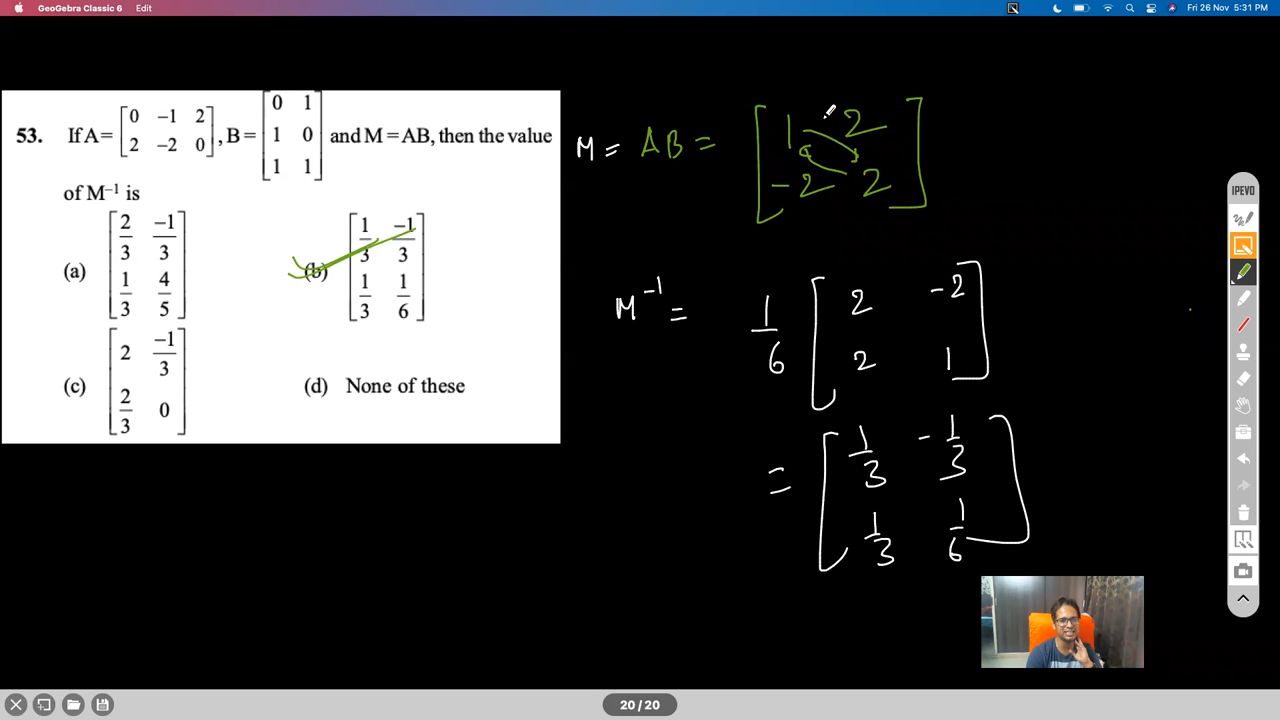 GeoGebra Classic 6 Edit Fri 26 Nov 5:31 PM
53. If A = [0 -1 2; 2 -2 0], B = [0 1; 1 0; 1 1] and M = AB, then the value
of M⁻¹ is
(a) [2/3 -1/3; 1/3 4/5]
(b) [1/3 -1/3; 1/3 1/6]
(c) [2 -1/3; 2/3 0]
(d) None of these
M = AB = [1 2; -2 2]
M⁻¹ = 1/6 [2 -2; 2 1]
= [1/3 -1/3; 1/3 1/6]
IPEVO
20 / 20